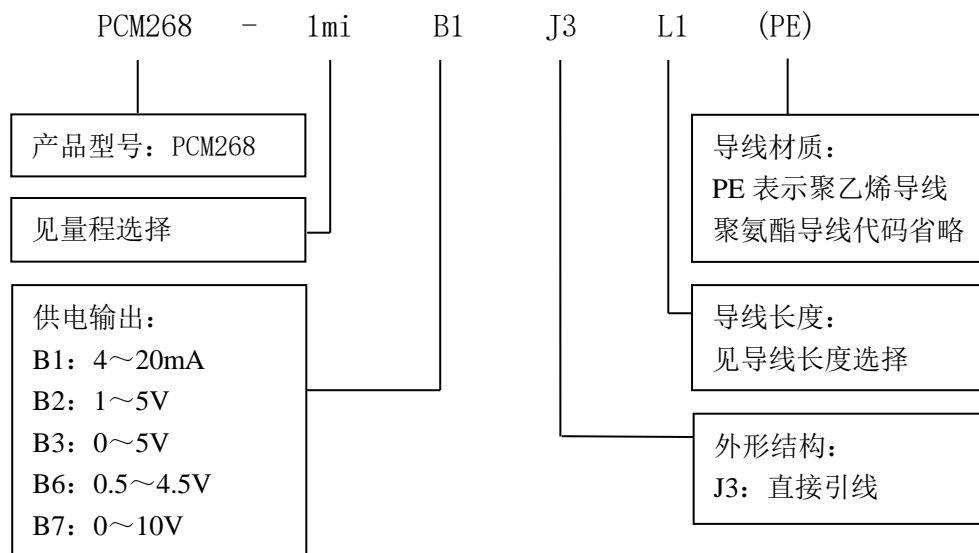 PCM268 - 1mi B1 J3 L1 (PE)
产品型号：PCM268
见量程选择
供电输出：
B1：4～20mA
B2：1～5V
B3：0～5V
B6：0.5～4.5V
B7：0～10V
导线材质：
PE 表示聚乙烯导线
聚氨酯导线代码省略
导线长度：
见导线长度选择
外形结构：
J3：直接引线